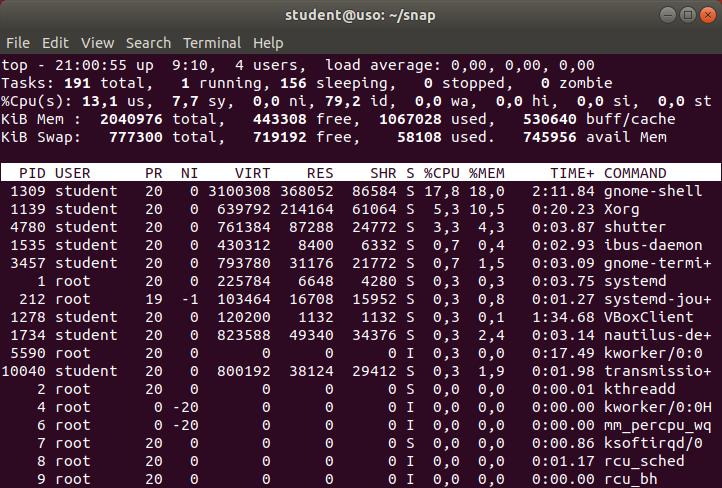 student@uso: ~/snap
File Edit View Search Terminal Help
top - 21:00:55 up  9:10,  4 users,  load average: 0,00, 0,00, 0,00
Tasks: 191 total,   1 running, 156 sleeping,   0 stopped,   0 zombie
%Cpu(s): 13,1 us,  7,7 sy,  0,0 ni, 79,2 id,  0,0 wa,  0,0 hi,  0,0 si,  0,0 st
KiB Mem :  2040976 total,   443308 free,  1067028 used,   530640 buff/cache
KiB Swap:   777300 total,   719192 free,    58108 used.   745956 avail Mem
PID USER PR NI VIRT RES SHR S %CPU %MEM TIME+ COMMAND
1309 student 20 0 3100308 368052 86584 S 17,8 18,0 2:11.84 gnome-shell
1139 student 20 0 639792 214164 61064 S 5,3 10,5 0:20.23 Xorg
4780 student 20 0 761384 87288 24772 S 3,3 4,3 0:03.87 shutter
1535 student 20 0 430312 8400 6332 S 0,7 0,4 0:02.93 ibus-daemon
3457 student 20 0 793780 31176 21772 S 0,7 1,5 0:03.09 gnome-termi+
1 root 20 0 225784 6648 4280 S 0,3 0,3 0:03.75 systemd
212 root 19 -1 103464 16708 15952 S 0,3 0,8 0:01.27 systemd-jou+
1278 student 20 0 120200 1132 1132 S 0,3 0,1 1:34.68 VBoxClient
1734 student 20 0 823588 49340 34376 S 0,3 2,4 0:03.14 nautilus-de+
5590 root 20 0 0 0 0 I 0,3 0,0 0:17.49 kworker/0:0
10040 student 20 0 800192 38124 29412 S 0,3 1,9 0:01.98 transmissio+
2 root 20 0 0 0 0 S 0,0 0,0 0:00.01 kthreadd
4 root 0 -20 0 0 0 I 0,0 0,0 0:00.00 kworker/0:0H
6 root 0 -20 0 0 0 I 0,0 0,0 0:00.00 mm_percpu_wq
7 root 20 0 0 0 0 S 0,0 0,0 0:00.86 ksoftirqd/0
8 root 20 0 0 0 0 I 0,0 0,0 0:01.17 rcu_sched
9 root 20 0 0 0 0 I 0,0 0,0 0:00.00 rcu_bh